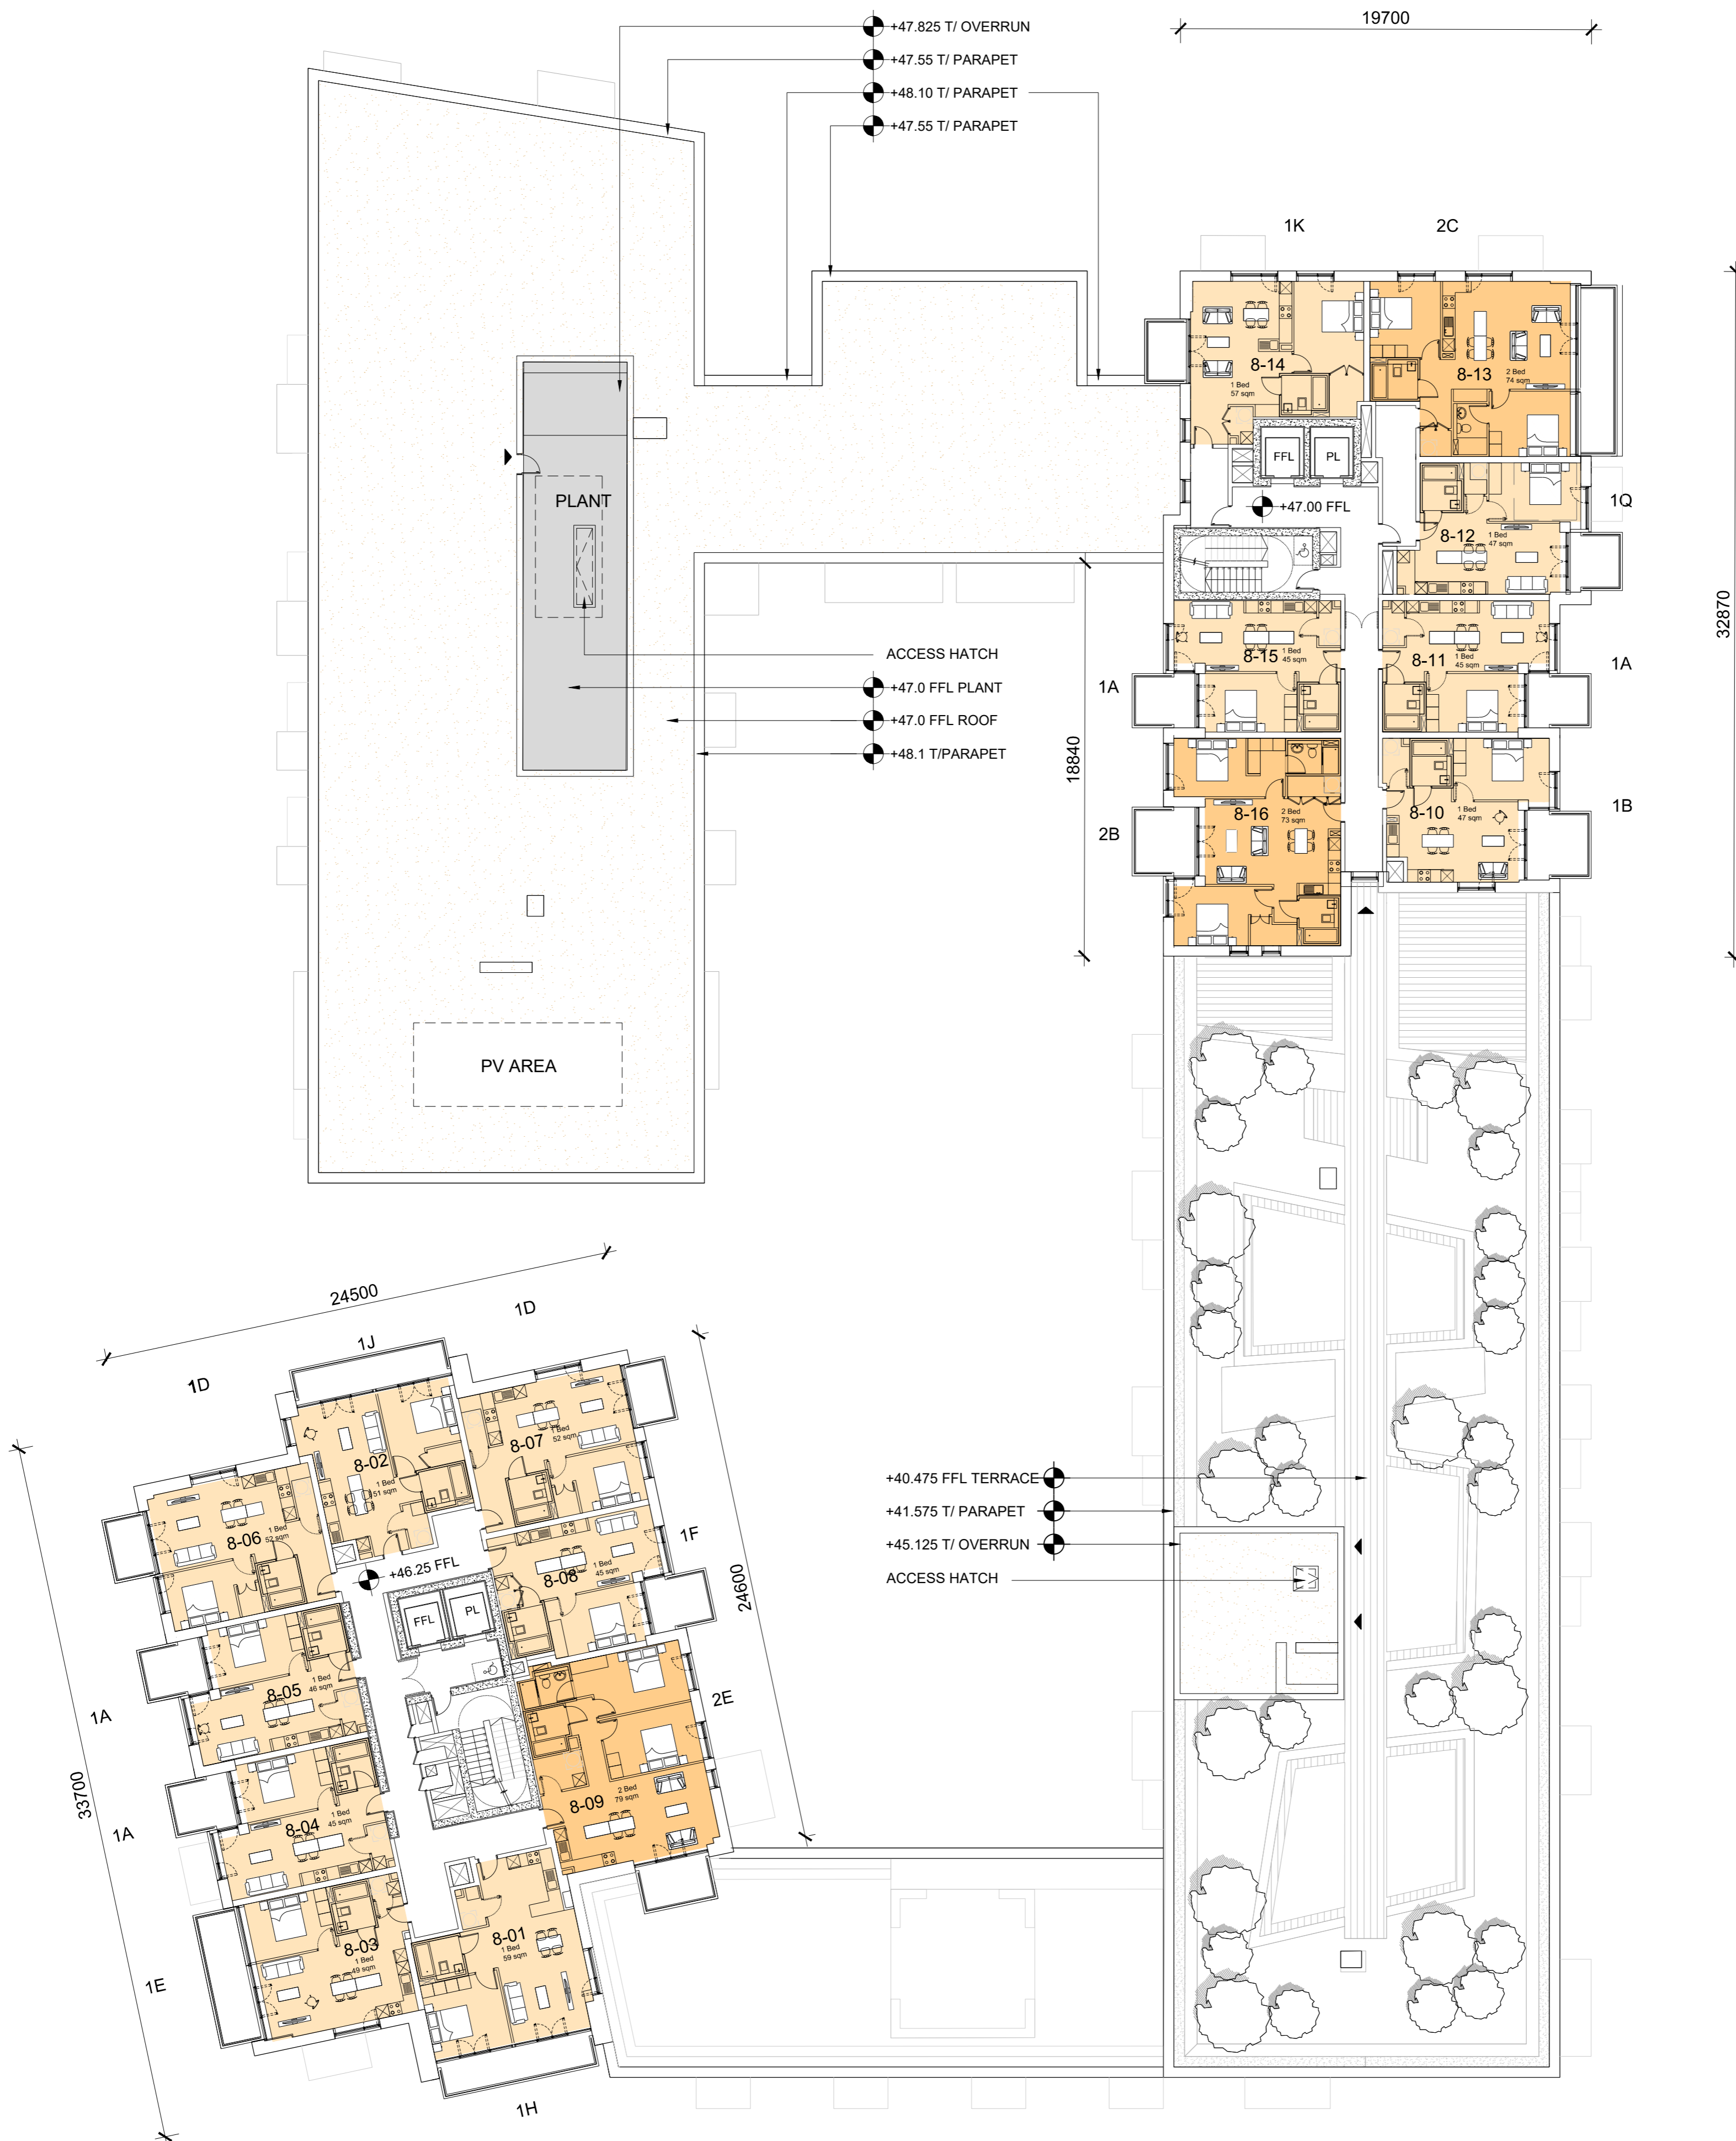 +47.825 T/ OVERRUN
+47.55 T/ PARAPET
+48.10 T/ PARAPET
+47.55 T/ PARAPET
19700
1K
2C
32870
8-14
1 Bed
57 sqm
8-13
2 Bed
74 sqm
FFL
PL
+47.00 FFL
8-12
1 Bed
47 sqm
1Q
PLANT
ACCESS HATCH
+47.0 FFL PLANT
+47.0 FFL ROOF
+48.1 T/PARAPET
18840
8-15
1 Bed
45 sqm
8-11
1 Bed
45 sqm
1A
1A
8-16
2 Bed
73 sqm
8-10
1 Bed
47 sqm
2B
1B
PV AREA
24500
1D
1J
1D
8-02
1 Bed
51 sqm
8-07
1 Bed
52 sqm
8-06
1 Bed
52 sqm
+46.25 FFL
8-08
1 Bed
45 sqm
1F
24600
FFL
PL
8-05
1 Bed
46 sqm
1A
2E
8-09
2 Bed
79 sqm
33700
8-04
1 Bed
45 sqm
1A
8-03
1 Bed
49 sqm
1E
8-01
1 Bed
59 sqm
1H
+40.475 FFL TERRACE
+41.575 T/ PARAPET
+45.125 T/ OVERRUN
ACCESS HATCH